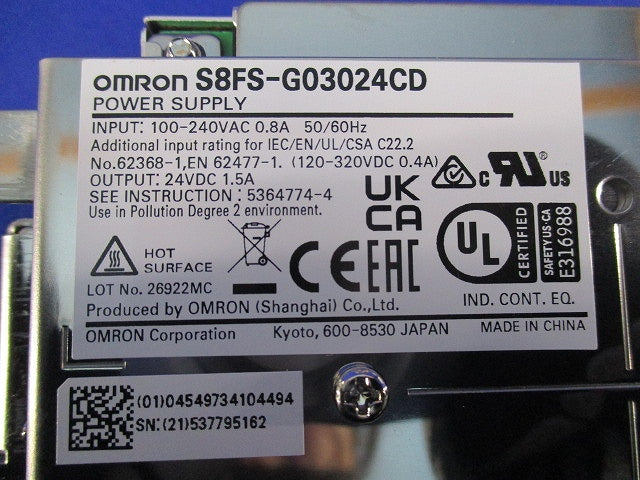 OMRON S8FS-G03024CD
POWER SUPPLY
INPUT: 100-240VAC 0.8A 50/60Hz
Additional input rating for IEC/EN/UL/CSA C22.2
No.62368-1,EN 62477-1. (120-320VDC 0.4A)
OUTPUT: 24VDC 1.5A
SEE INSTRUCTION: 5364774-4
Use in Pollution Degree 2 environment.
UK
CA
C RU ® US
HOT
SURFACE
CE EAC
UL CERTIFIED
SAFETY US-CA
E316988
LOT No. 26922MC
IND. CONT. EQ.
Produced by OMRON (Shanghai) Co.,Ltd.
OMRON Corporation Kyoto, 600-8530 JAPAN MADE IN CHINA
(01)04549734104494
SN: (21)537795162